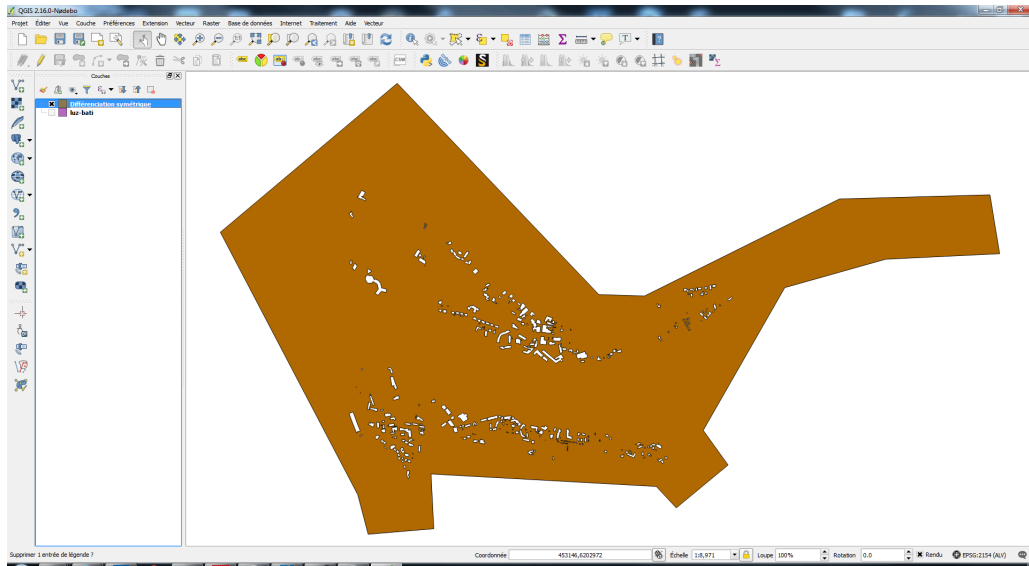 QGIS 2.16.0-Nødebo
Projet Éditer Vue Couche Préférences Extension Vecteur Raster Base de données Internet Traitement Aide Vecteur
Couches
Différenciation symétrique
luz-bati
Supprimer 1 entrée de légende ?
Coordonnée 453146,6202972 Échelle 1:8,971 Loupe 100% Rotation 0.0 Rendu EPSG:2154 (ALV)